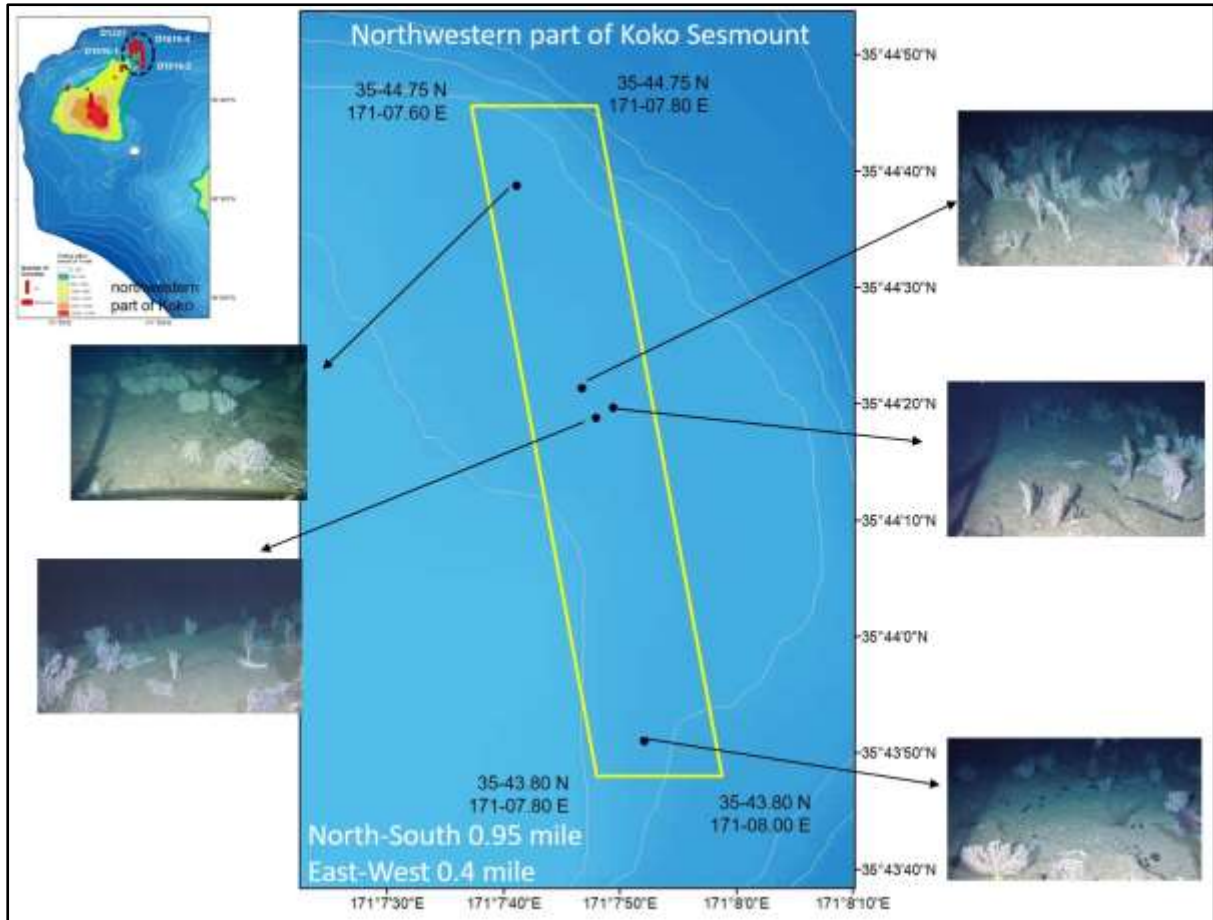 Northwestern part of Koko Sesmount
35-44.75 N
171-07.60 E
35-44.75 N
171-07.80 E
northwestern
part of Koko
35°44'50"N
35°44'40"N
35°44'30"N
35°44'20"N
35°44'10"N
35°44'0"N
35°43'50"N
35°43'40"N
35-43.80 N
171-07.80 E
35-43.80 N
171-08.00 E
North-South 0.95 mile
East-West 0.4 mile
171°7'30"E
171°7'40"E
171°7'50"E
171°8'0"E
171°8'10"E